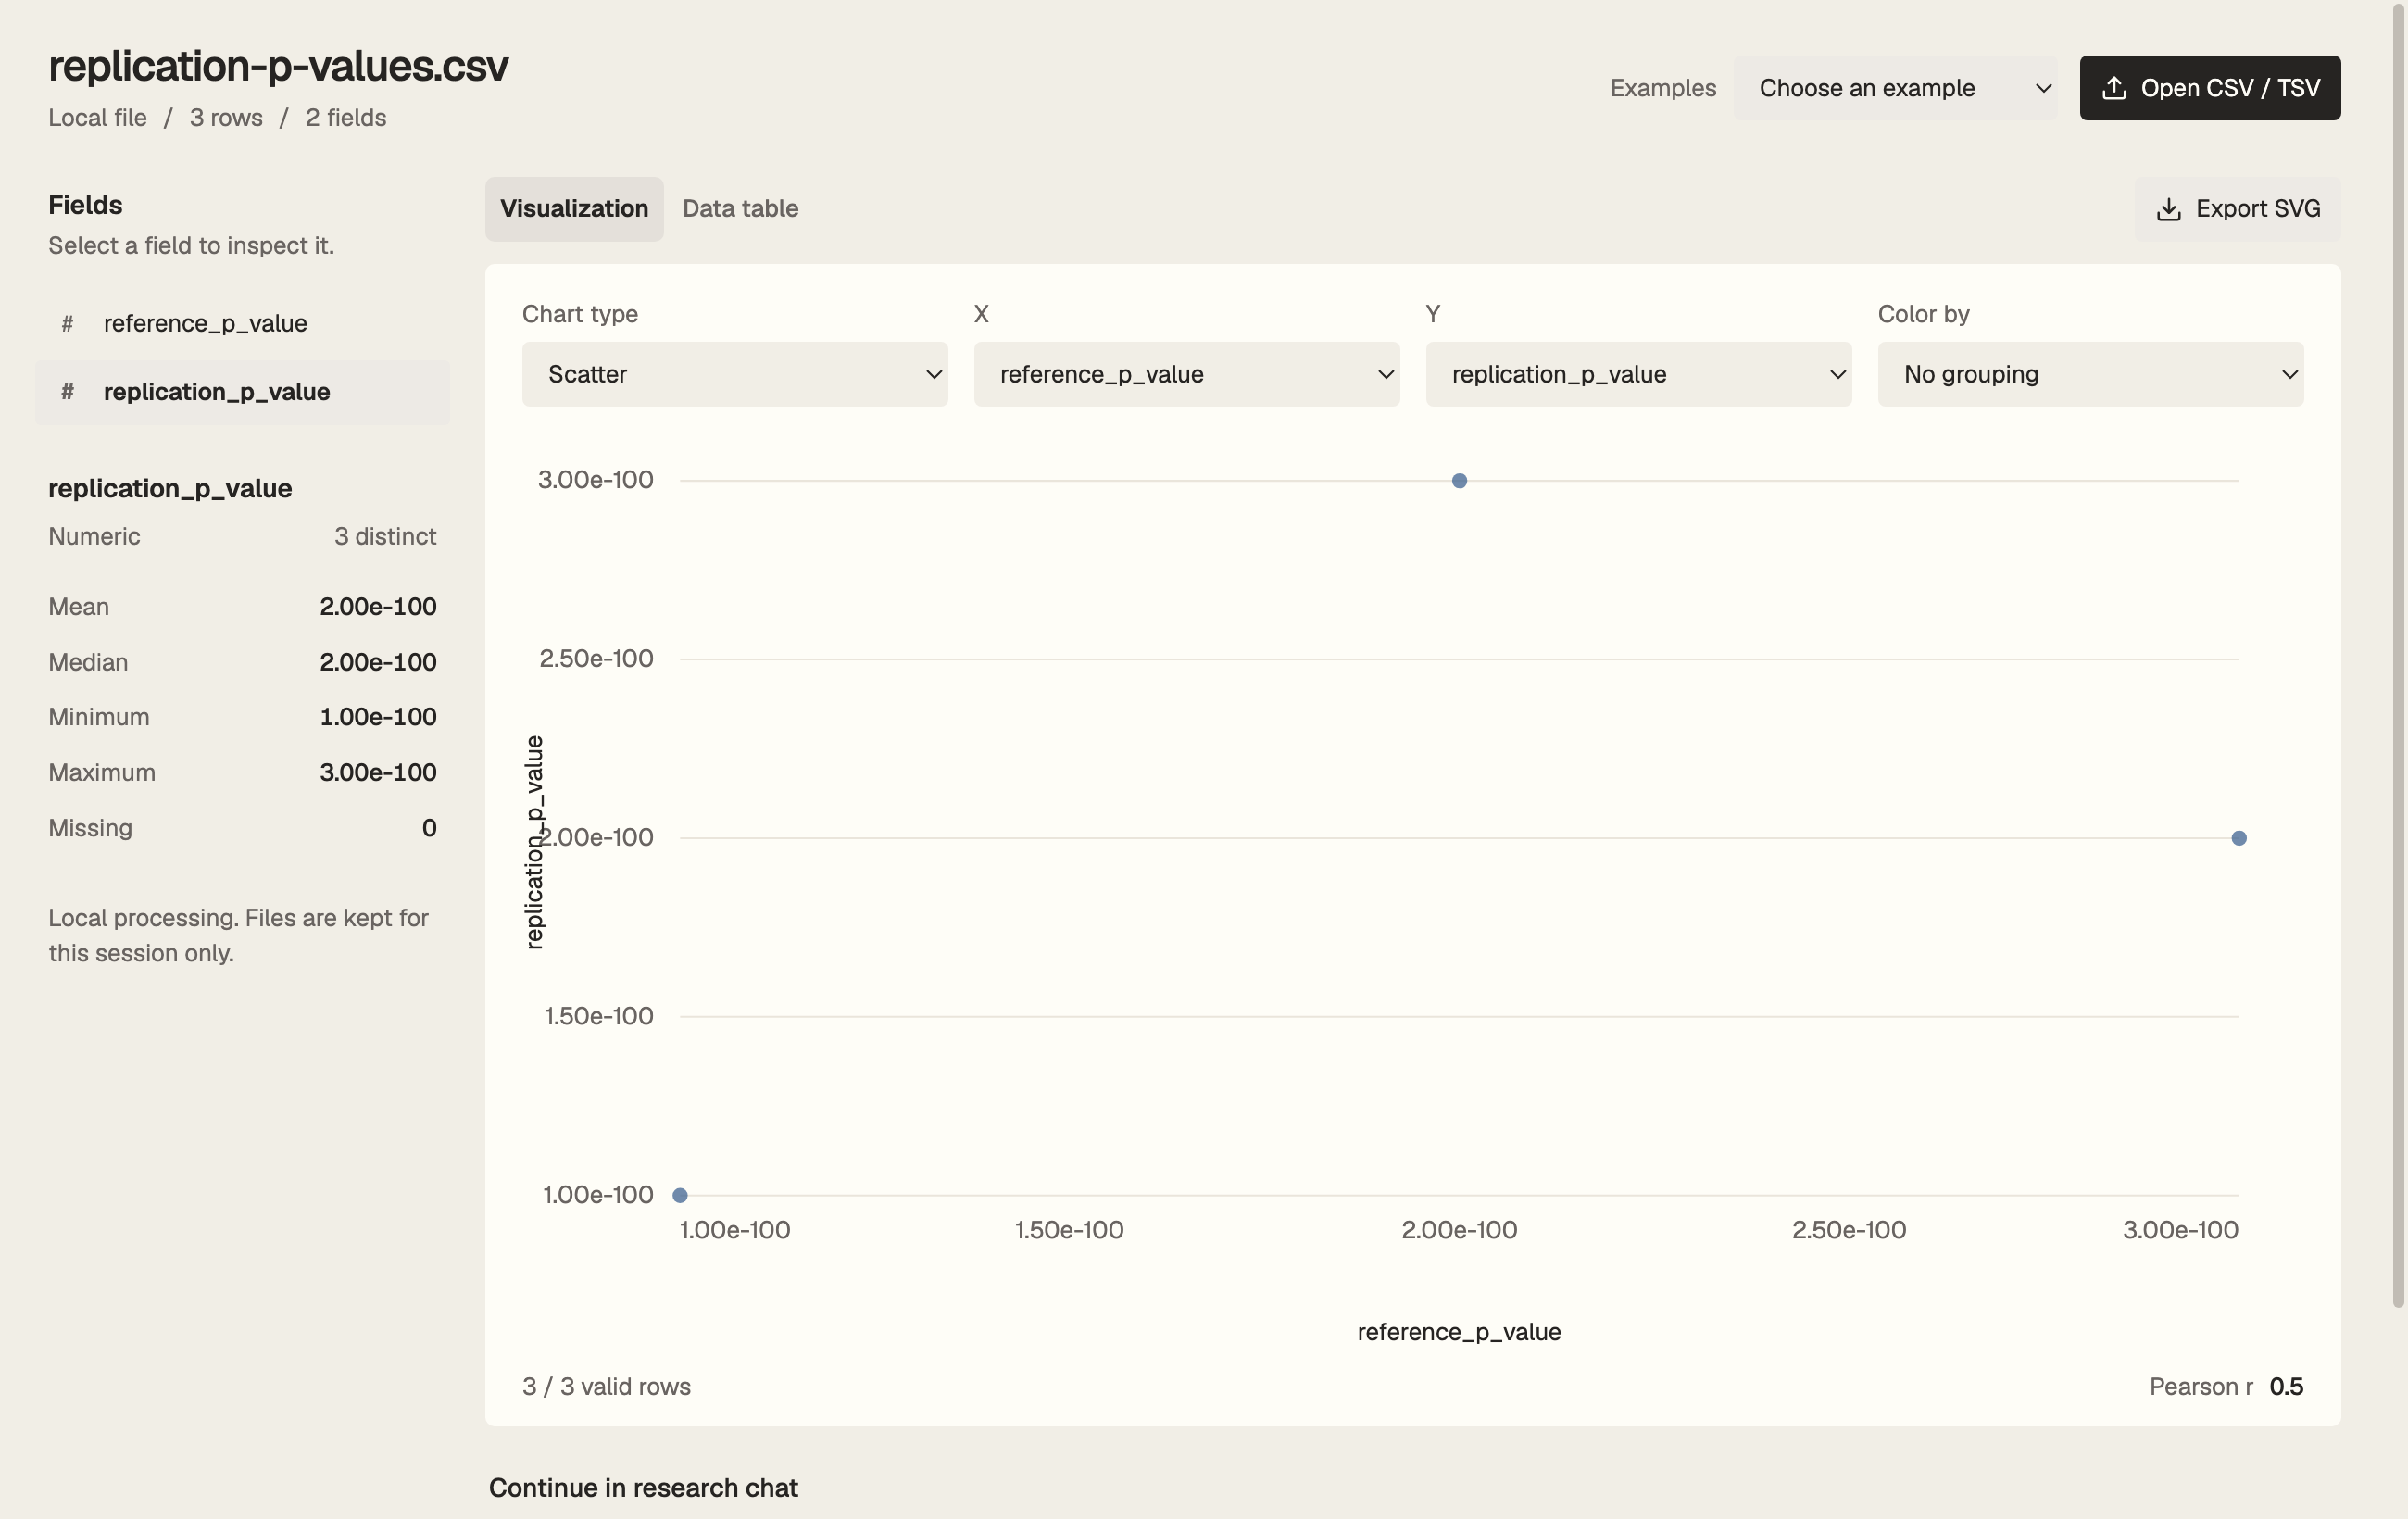 replication-p-values.csv
Local file / 3 rows / 2 fields
Examples
Choose an example
Open CSV / TSV
Fields
Select a field to inspect it.
# reference_p_value
# replication_p_value
replication_p_value
Numeric 3 distinct
Mean 2.00e-100
Median 2.00e-100
Minimum 1.00e-100
Maximum 3.00e-100
Missing 0
Local processing. Files are kept for
this session only.
Visualization Data table
Export SVG
Chart type X Y Color by
Scatter reference_p_value replication_p_value No grouping
3.00e-100
2.50e-100
2.00e-100
1.50e-100
1.00e-100
replication_p_value
1.00e-100 1.50e-100 2.00e-100 2.50e-100 3.00e-100
reference_p_value
3 / 3 valid rows
Pearson r 0.5
Continue in research chat